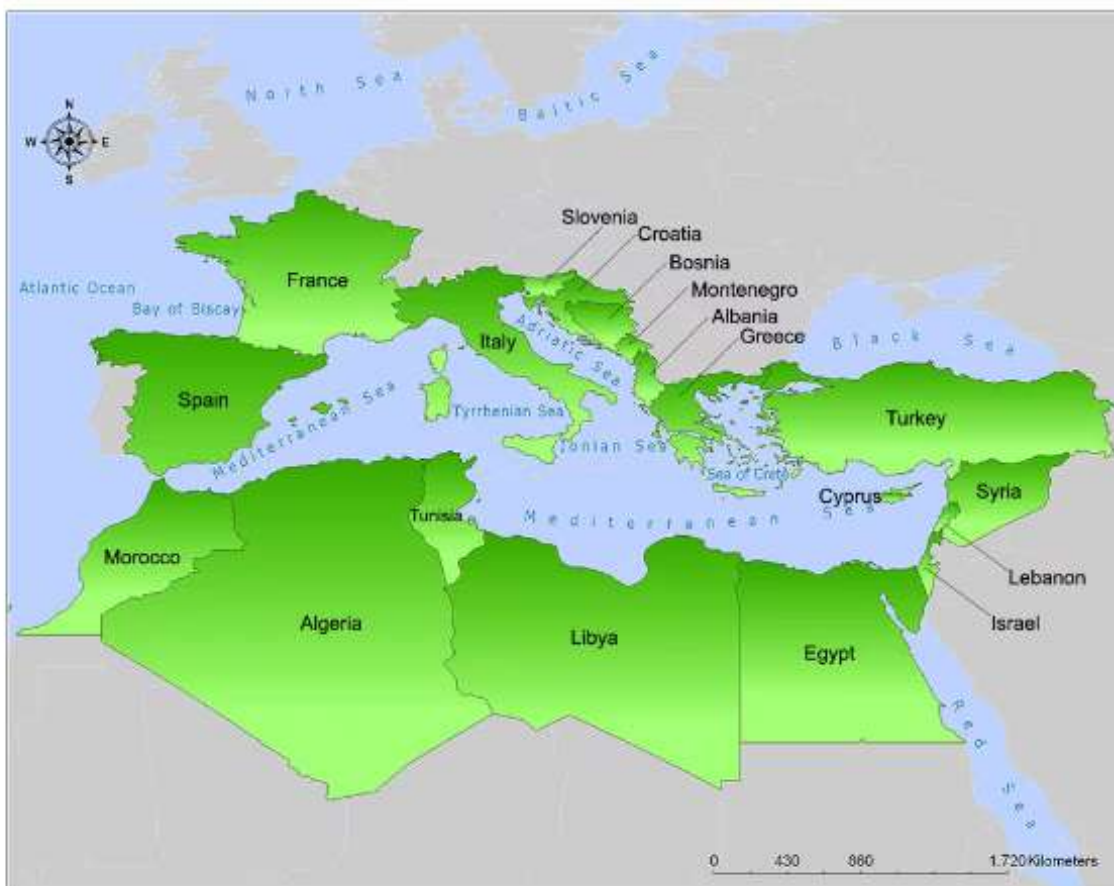 North Sea
Baltic Sea
N
W E
S
Slovenia
Croatia
Bosnia
Montenegro
Albania
Greece
France
Atlantic Ocean
Bay of Biscay
Italy
Adriatic Sea
Black Sea
Spain
Mediterranean Sea
Tyrrhenian Sea
Ionian Sea
Turkey
Sea of Crete
Cyprus
Syria
Tunisia
Mediterranean Sea
Morocco
Lebanon
Algeria
Libya
Israel
Egypt
Red Sea
0 430 860 1.720 Kilometers